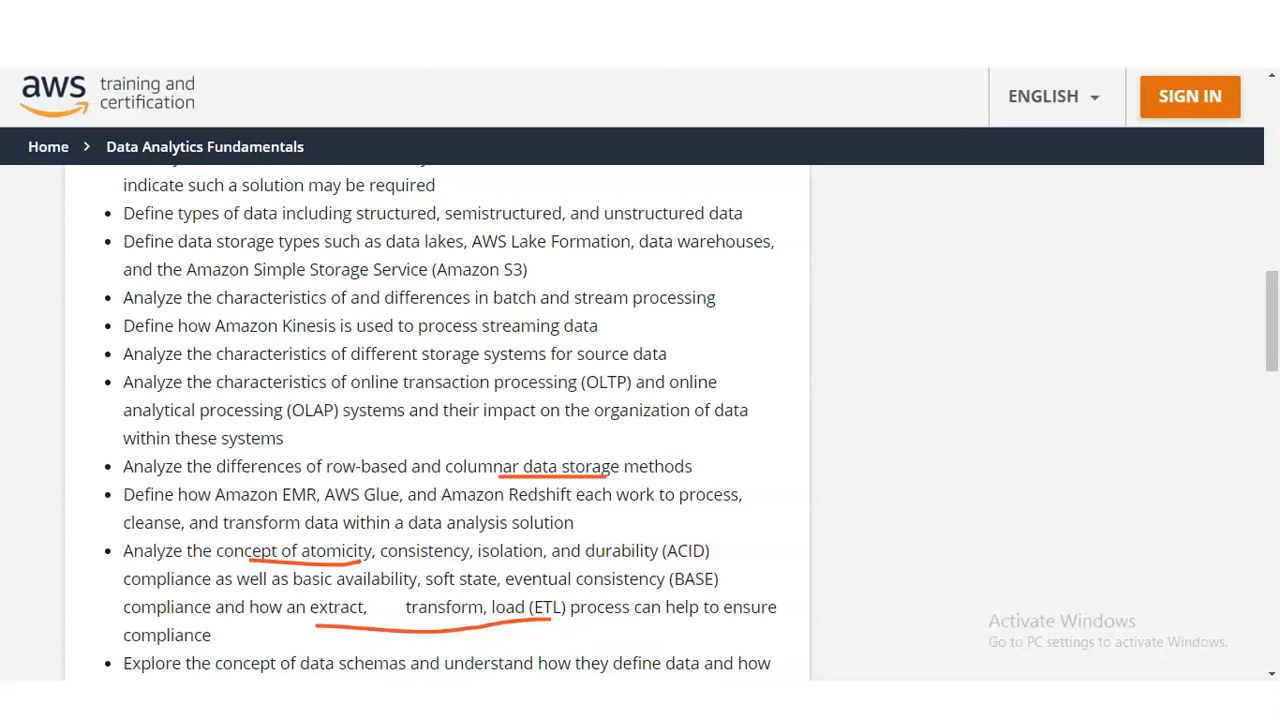 aws training and certification
ENGLISH
SIGN IN
Home > Data Analytics Fundamentals
indicate such a solution may be required
• Define types of data including structured, semistructured, and unstructured data
• Define data storage types such as data lakes, AWS Lake Formation, data warehouses,
and the Amazon Simple Storage Service (Amazon S3)
• Analyze the characteristics of and differences in batch and stream processing
• Define how Amazon Kinesis is used to process streaming data
• Analyze the characteristics of different storage systems for source data
• Analyze the characteristics of online transaction processing (OLTP) and online
analytical processing (OLAP) systems and their impact on the organization of data
within these systems
• Analyze the differences of row-based and columnar data storage methods
• Define how Amazon EMR, AWS Glue, and Amazon Redshift each work to process,
cleanse, and transform data within a data analysis solution
• Analyze the concept of atomicity, consistency, isolation, and durability (ACID)
compliance as well as basic availability, soft state, eventual consistency (BASE)
compliance and how an extract, transform, load (ETL) process can help to ensure
compliance
• Explore the concept of data schemas and understand how they define data and how
Activate Windows
Go to PC settings to activate Windows.